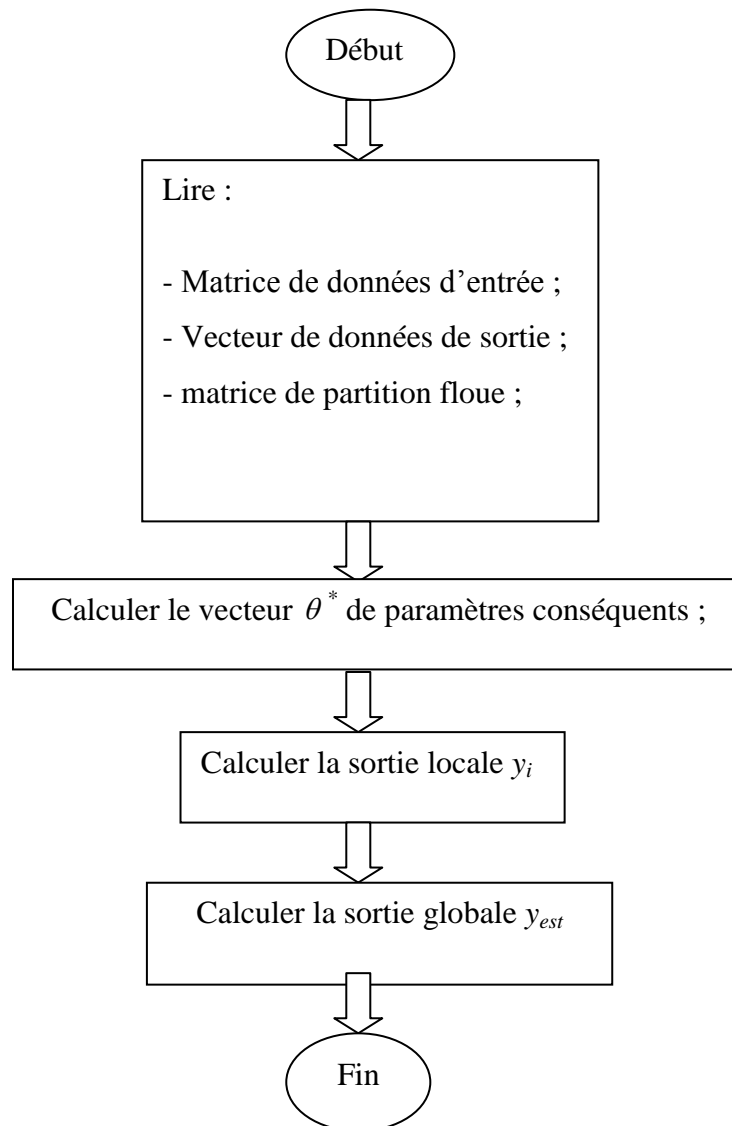 Début
Lire :
- Matrice de données d’entrée ;
- Vecteur de données de sortie ;
- matrice de partition floue ;
Calculer le vecteur θ* de paramètres conséquents ;
Calculer la sortie locale yi
Calculer la sortie globale yest
Fin